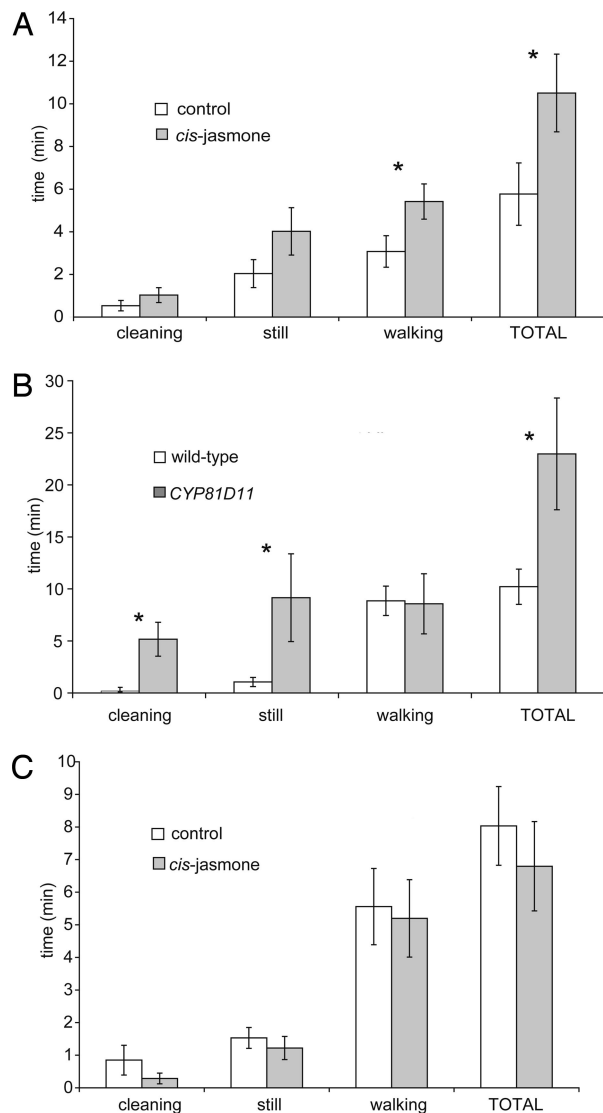 A
14
12
10
8
6
4
2
0
time (min)
control
cis-jasmone
*
*
cleaning still walking TOTAL
B
30
25
20
15
10
5
0
time (min)
wild-type
CYP81D11
*
*
*
cleaning still walking TOTAL
C
10
9
8
7
6
5
4
3
2
1
0
time (min)
control
cis-jasmone
cleaning still walking TOTAL